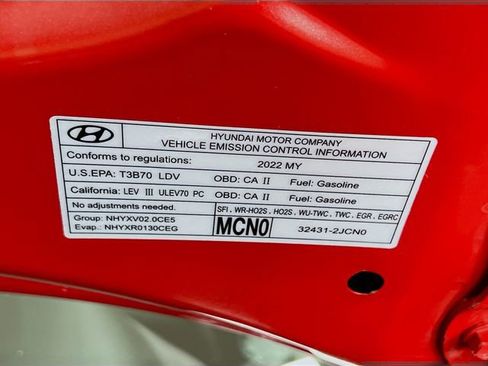 HYUNDAI MOTOR COMPANY
VEHICLE EMISSION CONTROL INFORMATION
Conforms to regulations: 2022 MY
U.S.EPA: T3B70 LDV OBD: CA II Fuel: Gasoline
California: LEV III ULEV70 PC OBD: CA II Fuel: Gasoline
No adjustments needed. SFI, WR-HO2S, HO2S, WU-TWC, TWC, EGR, EGRC
Group: NHYXV02.0CE5
Evap.: NHYXR0130CEG
MCN0 32431-2JCN0